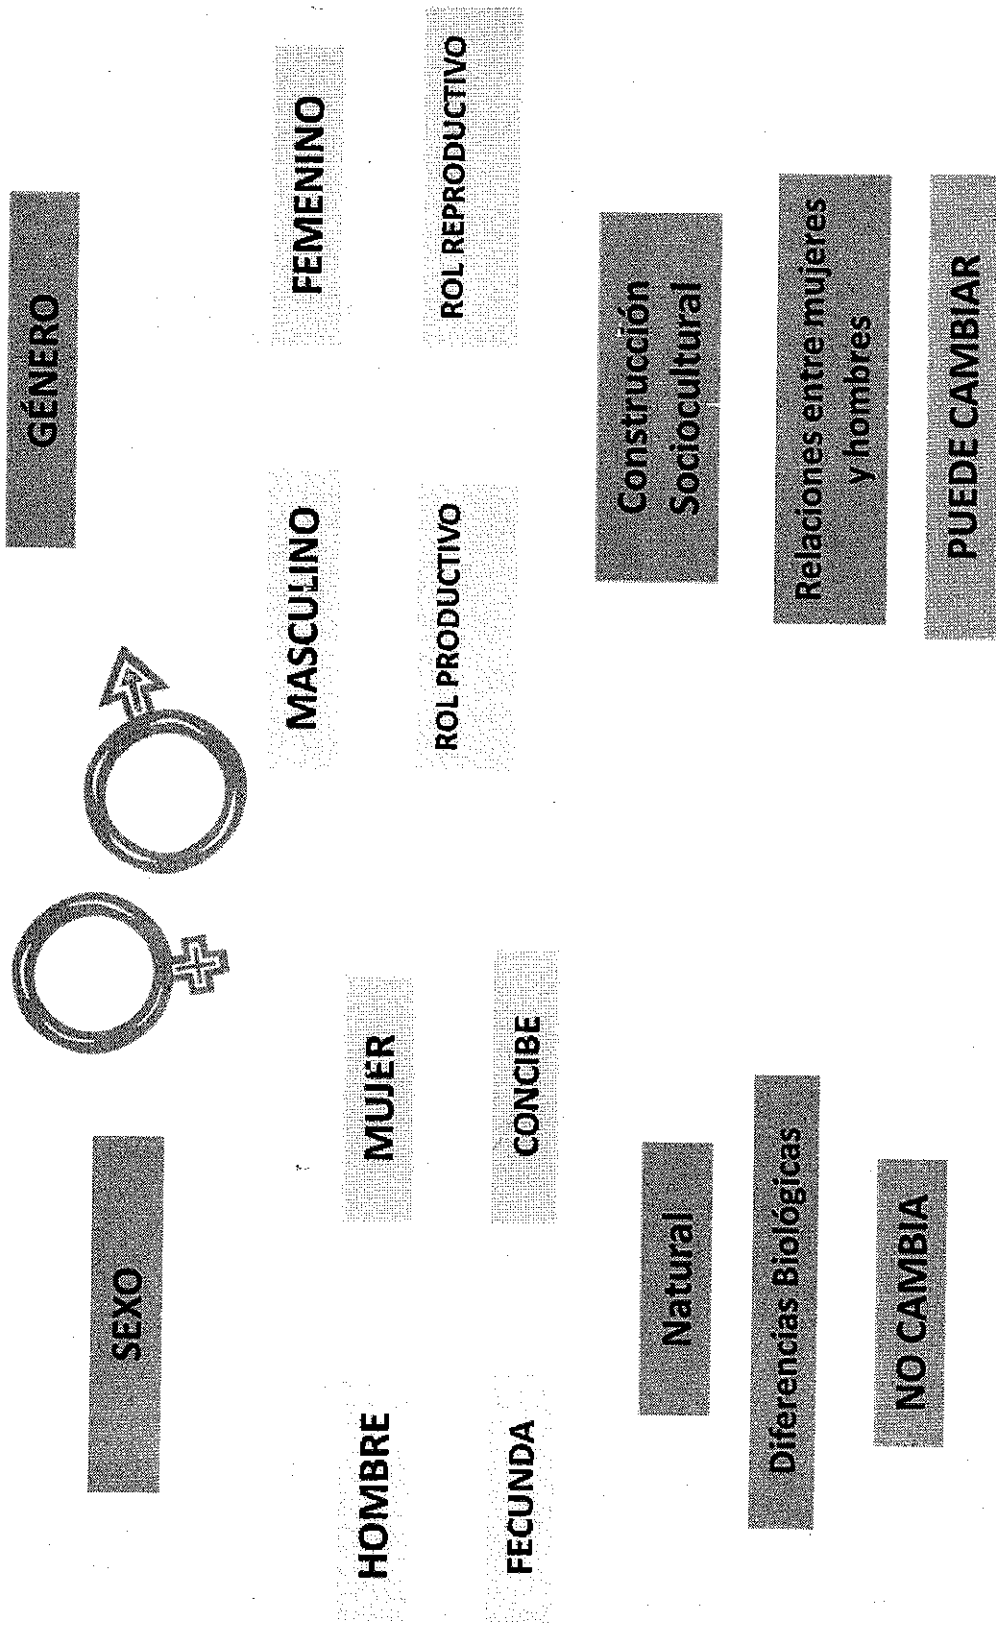 SEXO
HOMBRE
MUJER
FECUNDA
CONCIBE
Natural
Diferencias Biológicas
NO CAMBIA
GÉNERO
MASCULINO
FEMENINO
ROL PRODUCTIVO
ROL REPRODUCTIVO
Construcción
Sociocultural
Relaciones entre mujeres
y hombres
PUEDE CAMBIAR